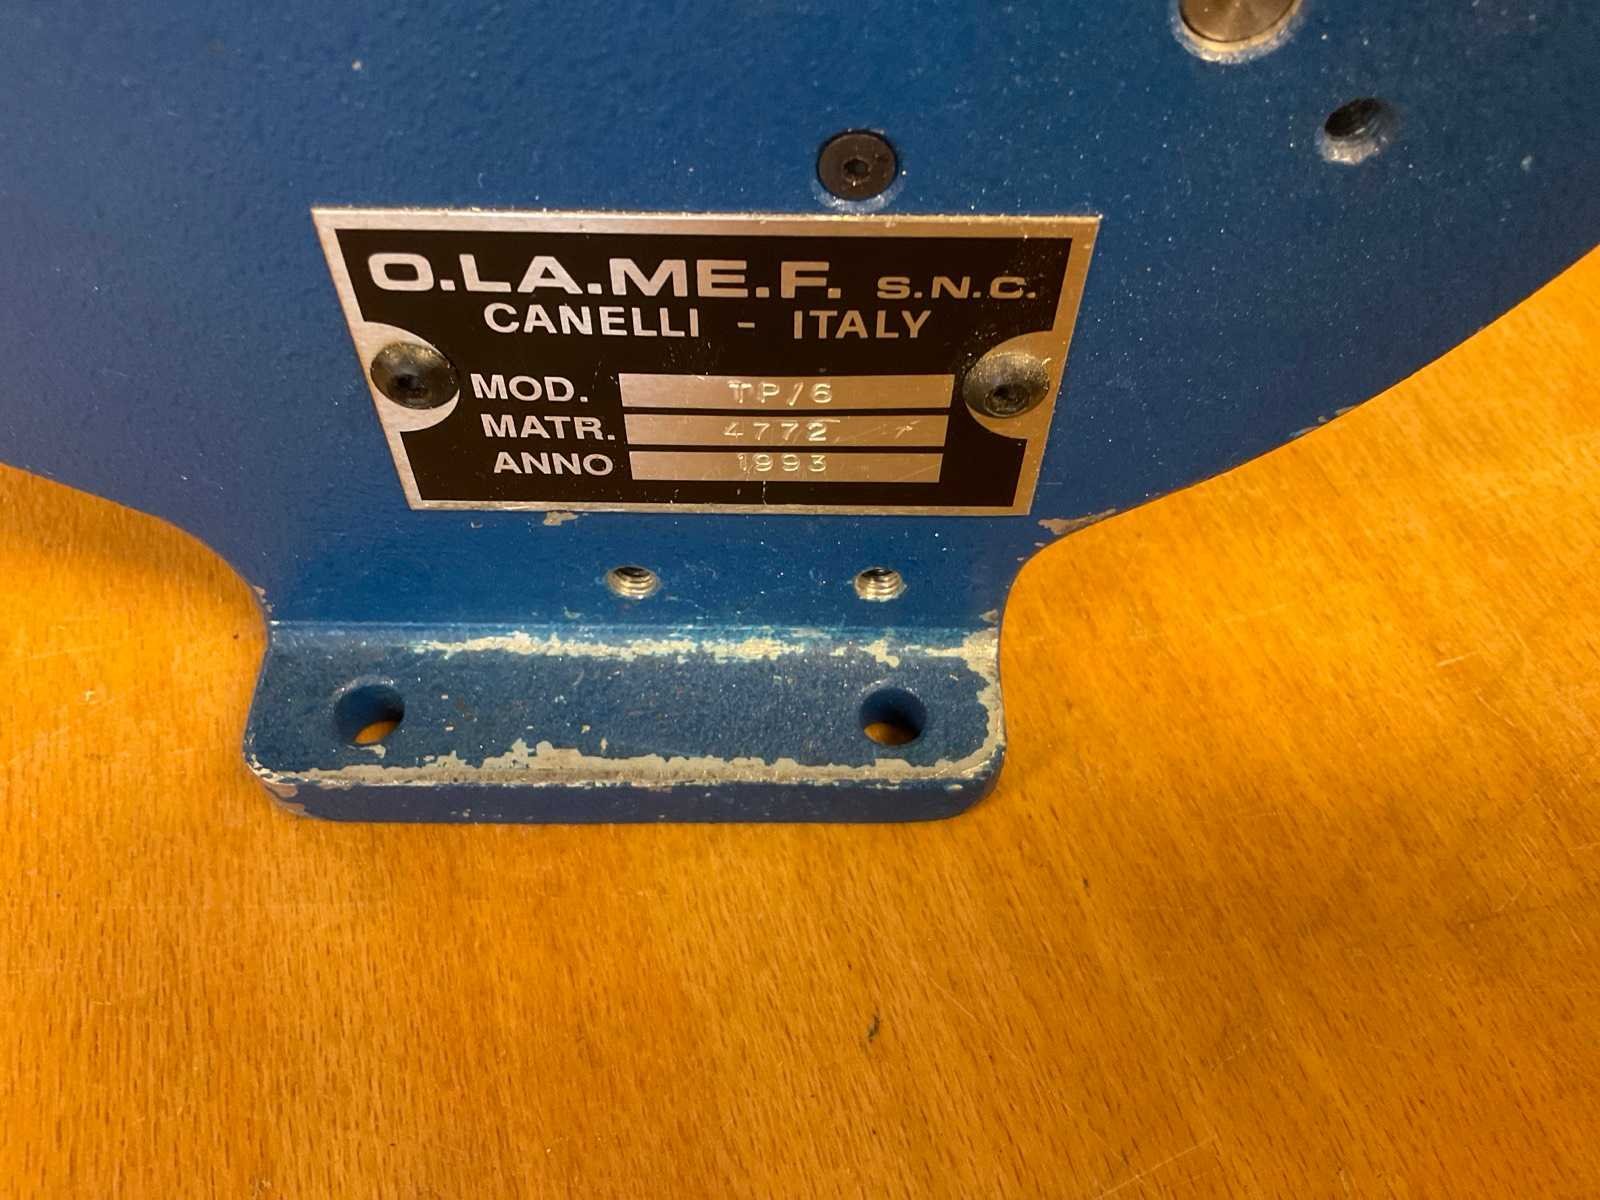 O.LA.ME.F. S.N.C.
CANELLI - ITALY
MOD. TP/6
MATR. 4772
ANNO 1993